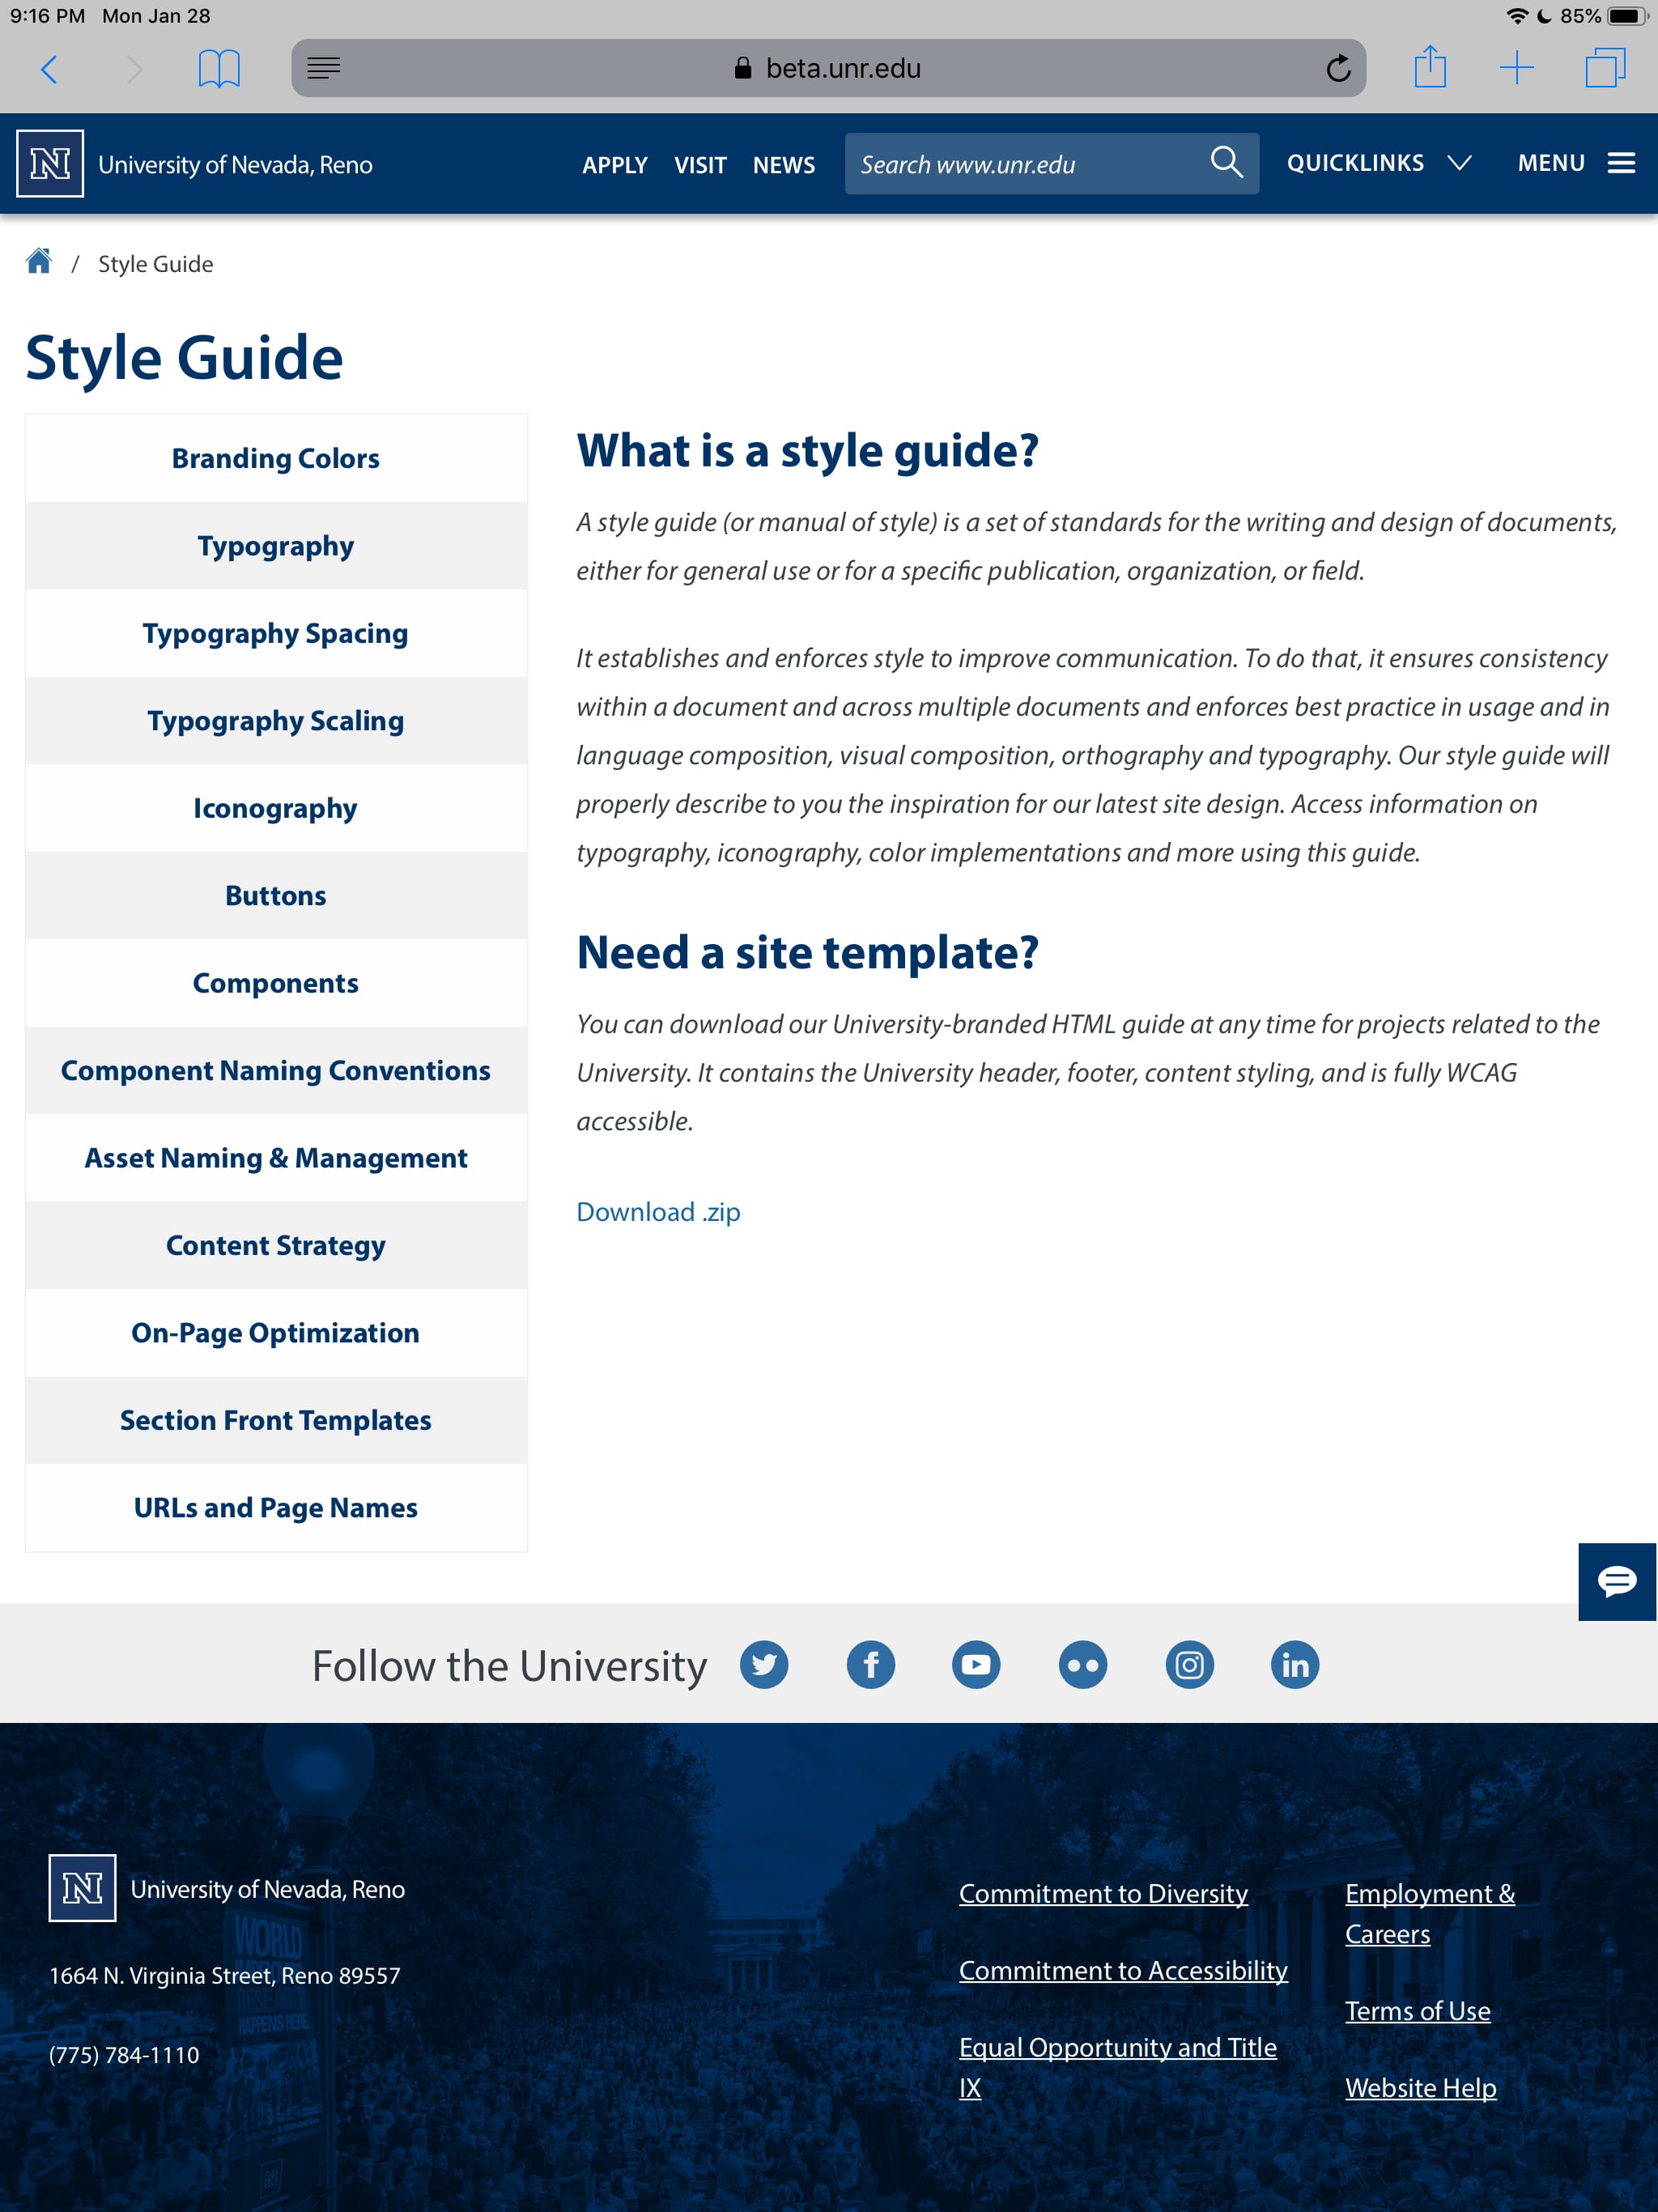 9:16 PM Mon Jan 28
85%
beta.unr.edu
N University of Nevada, Reno
APPLY VISIT NEWS
Search www.unr.edu
QUICKLINKS
MENU
/ Style Guide
Style Guide
Branding Colors
Typography
Typography Spacing
Typography Scaling
Iconography
Buttons
Components
Component Naming Conventions
Asset Naming & Management
Content Strategy
On-Page Optimization
Section Front Templates
URLs and Page Names
What is a style guide?
A style guide (or manual of style) is a set of standards for the writing and design of documents,
either for general use or for a specific publication, organization, or field.
It establishes and enforces style to improve communication. To do that, it ensures consistency
within a document and across multiple documents and enforces best practice in usage and in
language composition, visual composition, orthography and typography. Our style guide will
properly describe to you the inspiration for our latest site design. Access information on
typography, iconography, color implementations and more using this guide.
Need a site template?
You can download our University-branded HTML guide at any time for projects related to the
University. It contains the University header, footer, content styling, and is fully WCAG
accessible.
Download .zip
Follow the University
N University of Nevada, Reno
1664 N. Virginia Street, Reno 89557
(775) 784-1110
WORLD
HAPPENS HERE
Commitment to Diversity
Commitment to Accessibility
Equal Opportunity and Title
IX
Employment &
Careers
Terms of Use
Website Help